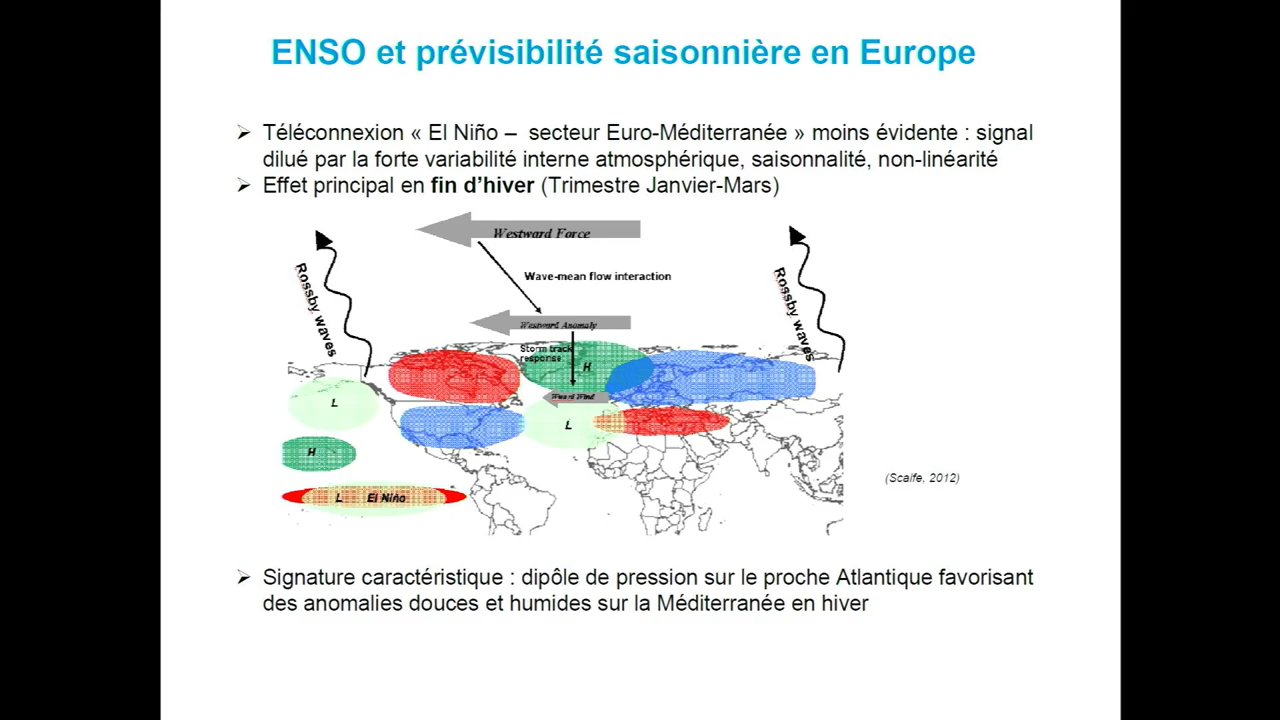 ENSO et prévisibilité saisonnière en Europe
➢ Téléconnexion « El Niño – secteur Euro-Méditerranée » moins évidente : signal
dilué par la forte variabilité interne atmosphérique, saisonnalité, non-linéarité
➢ Effet principal en fin d'hiver (Trimestre Janvier-Mars)
Westward Force
Rossby waves
Wave-mean flow interaction
Rossby waves
Westward Anomaly
Storm track
response
H
L
Wward Wind
L
H
L El Niño
(Scaife, 2012)
➢ Signature caractéristique : dipôle de pression sur le proche Atlantique favorisant
des anomalies douces et humides sur la Méditerranée en hiver